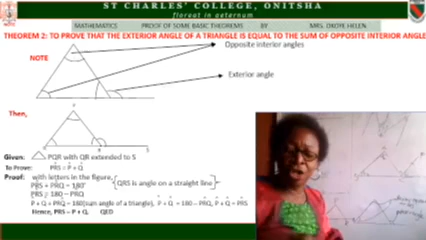 ST CHARLES' COLLEGE, ONITSHA
floreat in aeternum
MATHEMATICS PROOF OF SOME BASIC THEOREMS BY MRS. OKOYE HELEN.
THEOREM 2: TO PROVE THAT THE EXTERIOR ANGLE OF A TRIANGLE IS EQUAL TO THE SUM OF OPPOSITE INTERIOR ANGLE
Opposite interior angles
NOTE
Exterior angle
Then,
Given: PQR with QR extended to S
To Prove: PRS = P + Q
Proof: with letters in the figure,
PRS + PRQ = 180 QRS is angle on a straight line
PRS = 180 - PRQ
P + Q + PRQ = 180(sum angle of a triangle), P + Q = 180 - PRQ, P + Q = PRS
Hence, PRS = P + Q. QED